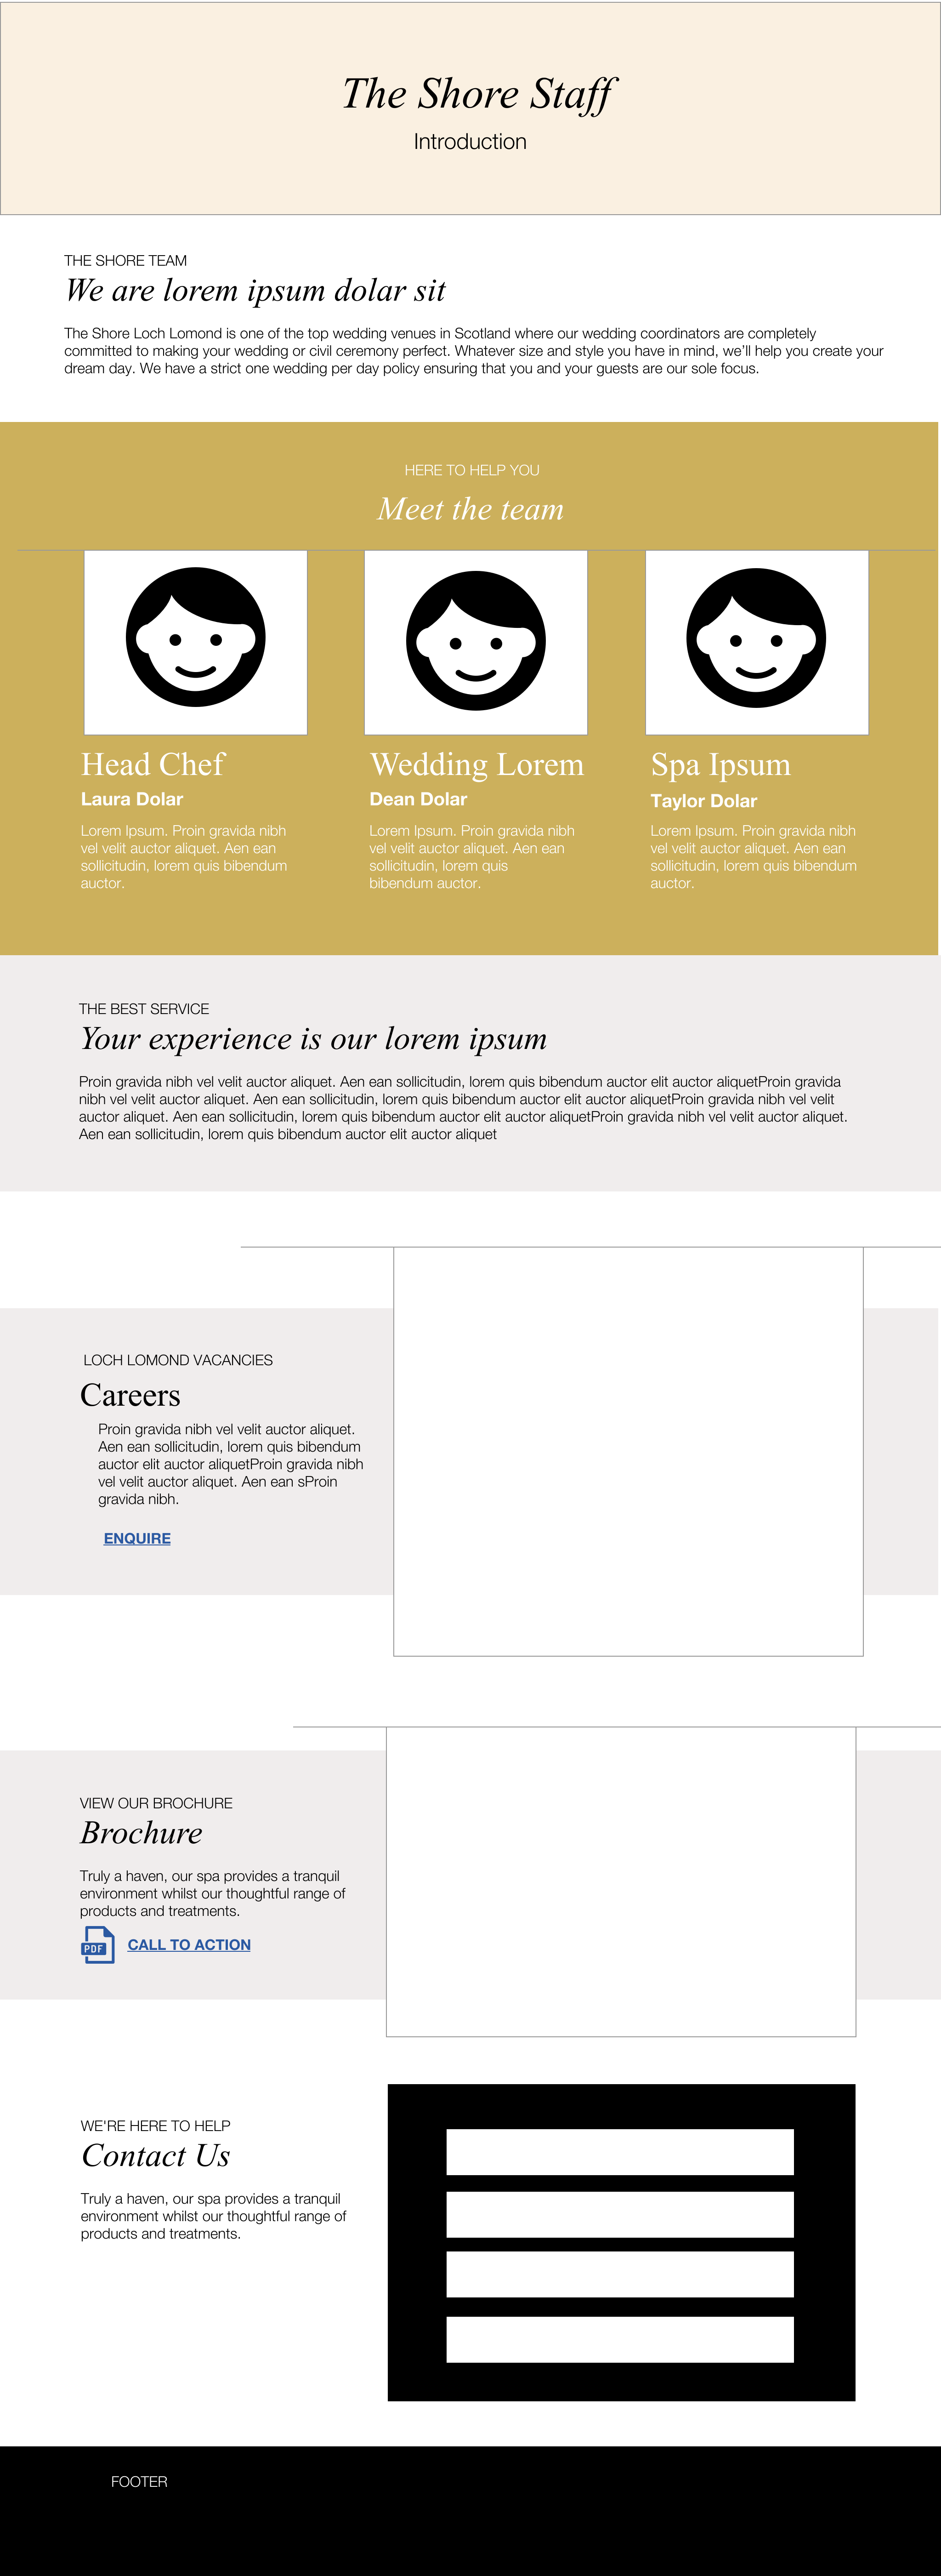 The Shore Staff
Introduction
THE SHORE TEAM
We are lorem ipsum dolar sit
The Shore Loch Lomond is one of the top wedding venues in Scotland where our wedding coordinators are completely
committed to making your wedding or civil ceremony perfect. Whatever size and style you have in mind, we’ll help you create your
dream day. We have a strict one wedding per day policy ensuring that you and your guests are our sole focus.
HERE TO HELP YOU
Meet the team
Head Chef
Laura Dolar
Lorem Ipsum. Proin gravida nibh
vel velit auctor aliquet. Aen ean
sollicitudin, lorem quis bibendum
auctor.
Wedding Lorem
Dean Dolar
Lorem Ipsum. Proin gravida nibh
vel velit auctor aliquet. Aen ean
sollicitudin, lorem quis
bibendum auctor.
Spa Ipsum
Taylor Dolar
Lorem Ipsum. Proin gravida nibh
vel velit auctor aliquet. Aen ean
sollicitudin, lorem quis bibendum
auctor.
THE BEST SERVICE
Your experience is our lorem ipsum
Proin gravida nibh vel velit auctor aliquet. Aen ean sollicitudin, lorem quis bibendum auctor elit auctor aliquetProin gravida
nibh vel velit auctor aliquet. Aen ean sollicitudin, lorem quis bibendum auctor elit auctor aliquetProin gravida nibh vel velit
auctor aliquet. Aen ean sollicitudin, lorem quis bibendum auctor elit auctor aliquetProin gravida nibh vel velit auctor aliquet.
Aen ean sollicitudin, lorem quis bibendum auctor elit auctor aliquet
LOCH LOMOND VACANCIES
Careers
Proin gravida nibh vel velit auctor aliquet.
Aen ean sollicitudin, lorem quis bibendum
auctor elit auctor aliquetProin gravida nibh
vel velit auctor aliquet. Aen ean sProin
gravida nibh.
ENQUIRE
VIEW OUR BROCHURE
Brochure
Truly a haven, our spa provides a tranquil
environment whilst our thoughtful range of
products and treatments.
PDF
CALL TO ACTION
WE'RE HERE TO HELP
Contact Us
Truly a haven, our spa provides a tranquil
environment whilst our thoughtful range of
products and treatments.
FOOTER